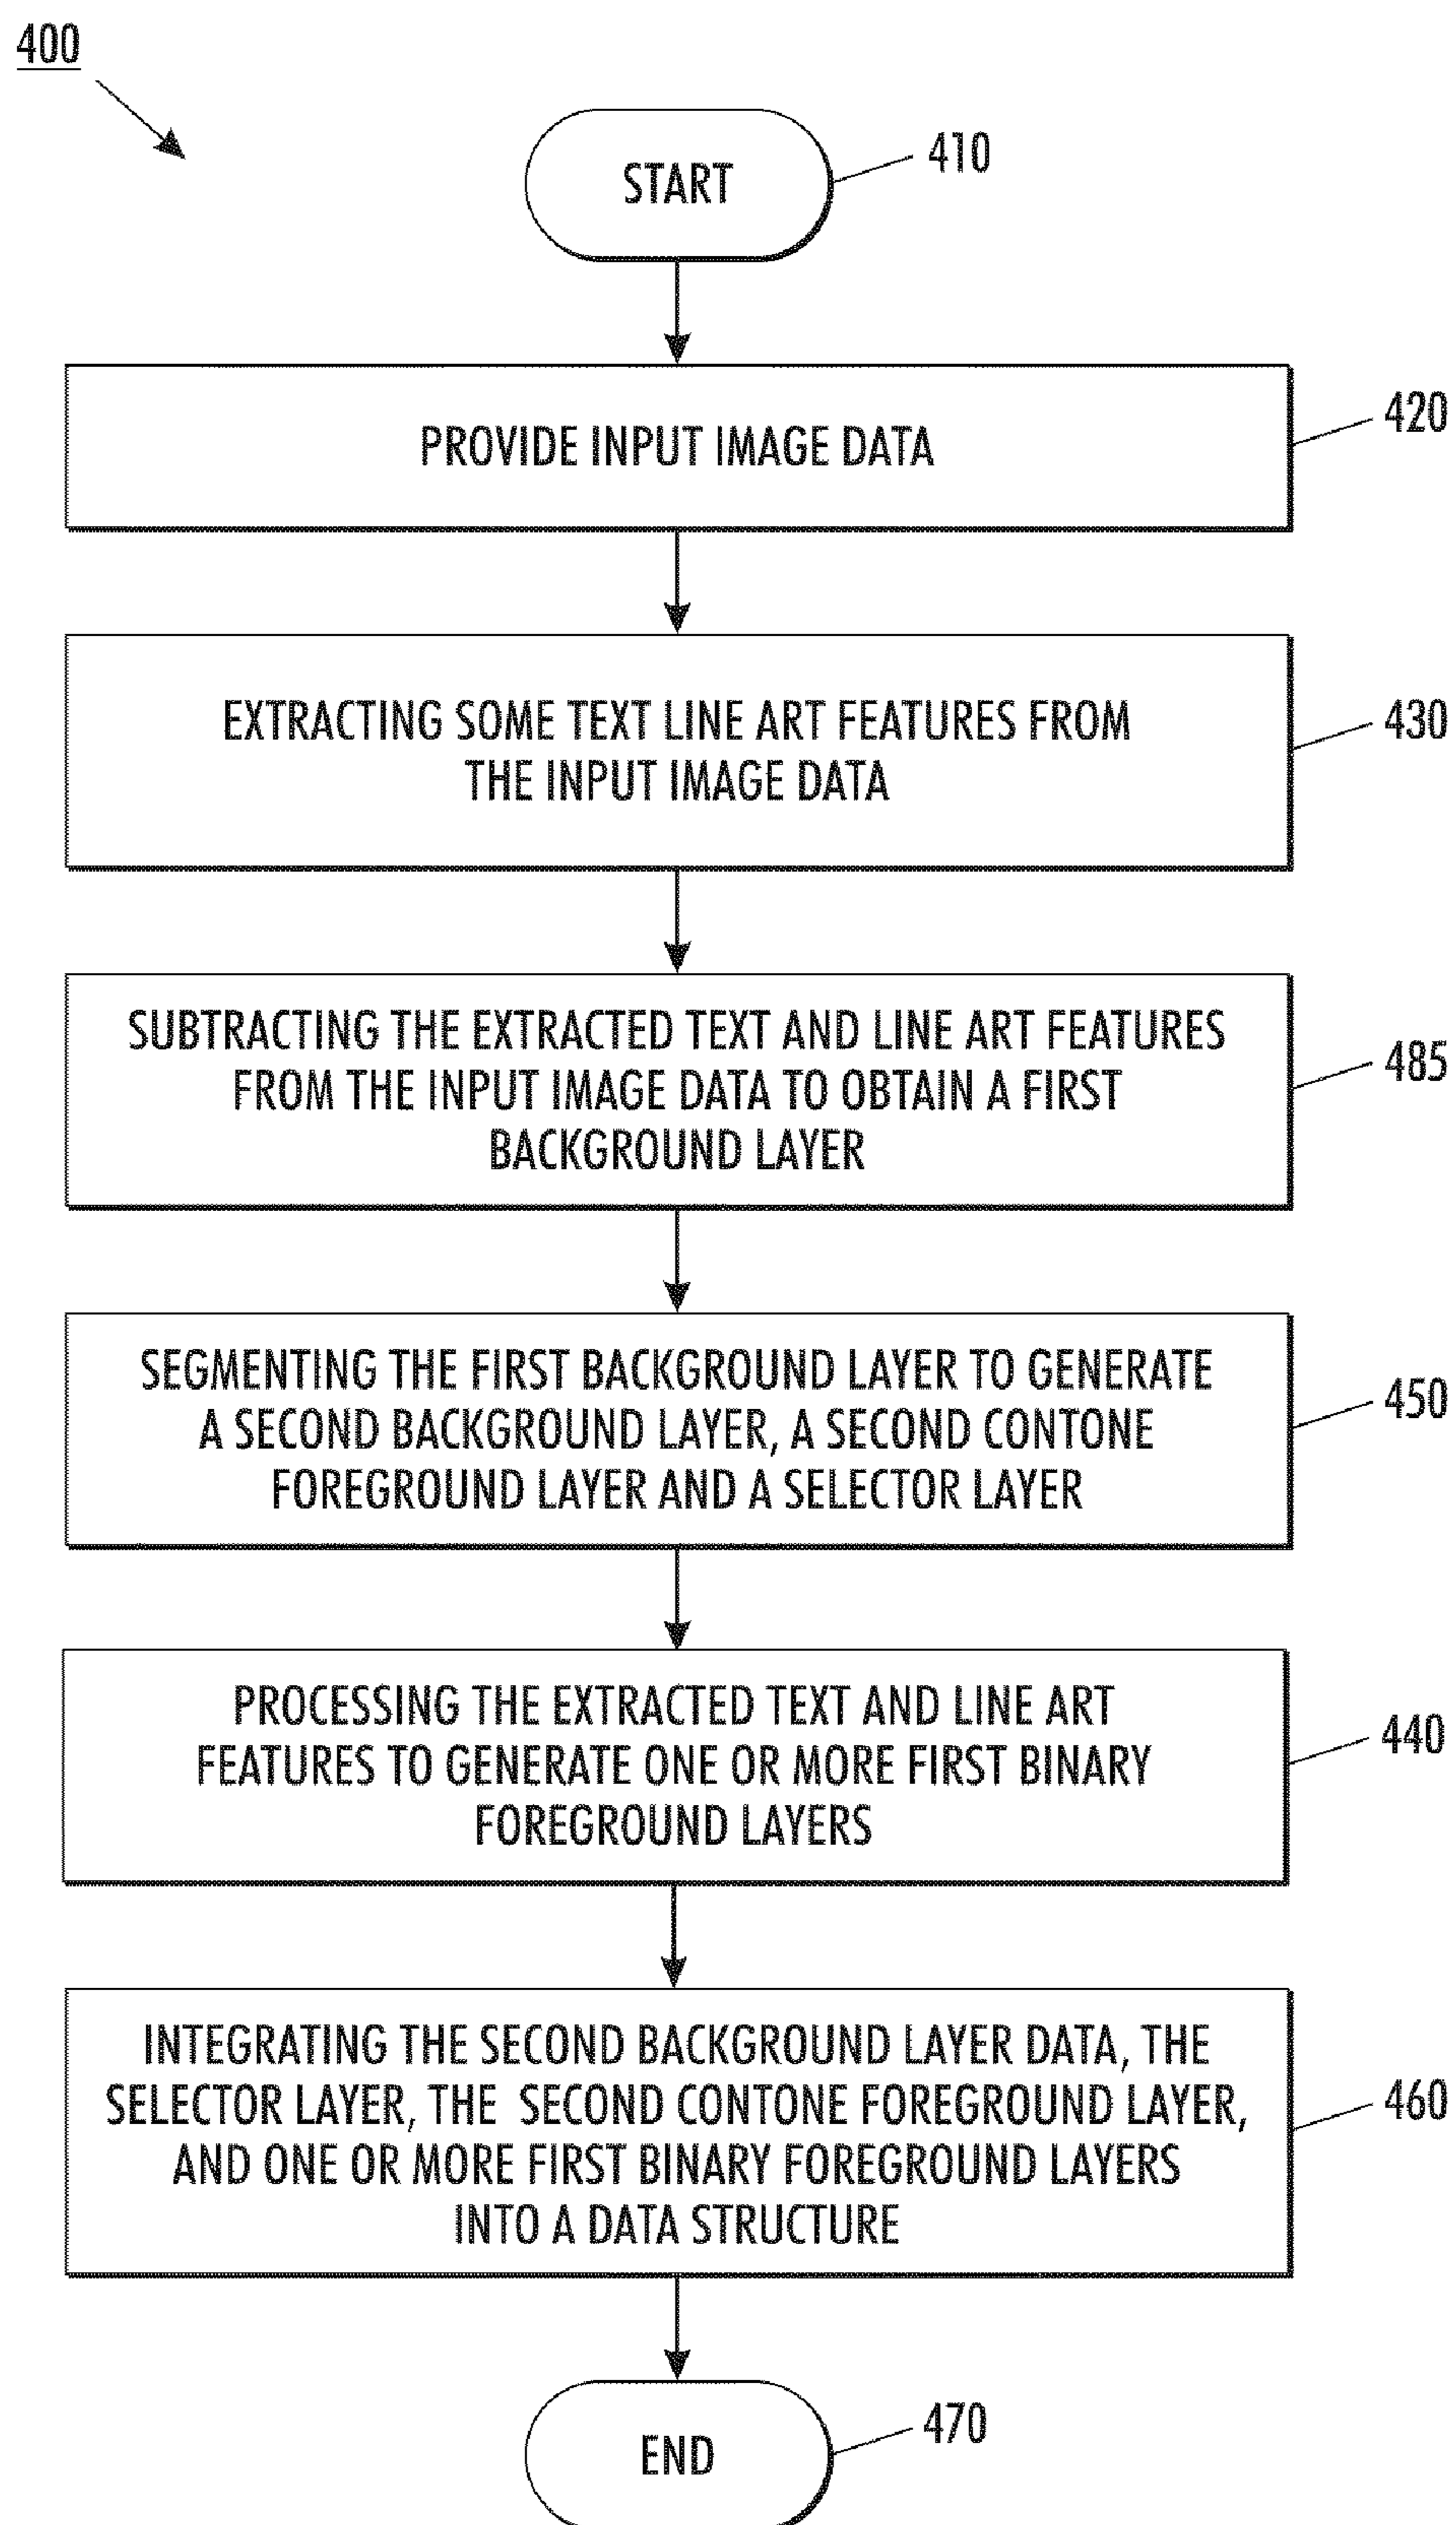 400
START
410
PROVIDE INPUT IMAGE DATA
420
EXTRACTING SOME TEXT LINE ART FEATURES FROM
THE INPUT IMAGE DATA
430
SUBTRACTING THE EXTRACTED TEXT AND LINE ART FEATURES
FROM THE INPUT IMAGE DATA TO OBTAIN A FIRST
BACKGROUND LAYER
485
SEGMENTING THE FIRST BACKGROUND LAYER TO GENERATE
A SECOND BACKGROUND LAYER, A SECOND CONTONE
FOREGROUND LAYER AND A SELECTOR LAYER
450
PROCESSING THE EXTRACTED TEXT AND LINE ART
FEATURES TO GENERATE ONE OR MORE FIRST BINARY
FOREGROUND LAYERS
440
INTEGRATING THE SECOND BACKGROUND LAYER DATA, THE
SELECTOR LAYER, THE SECOND CONTONE FOREGROUND LAYER,
AND ONE OR MORE FIRST BINARY FOREGROUND LAYERS
INTO A DATA STRUCTURE
460
END
470